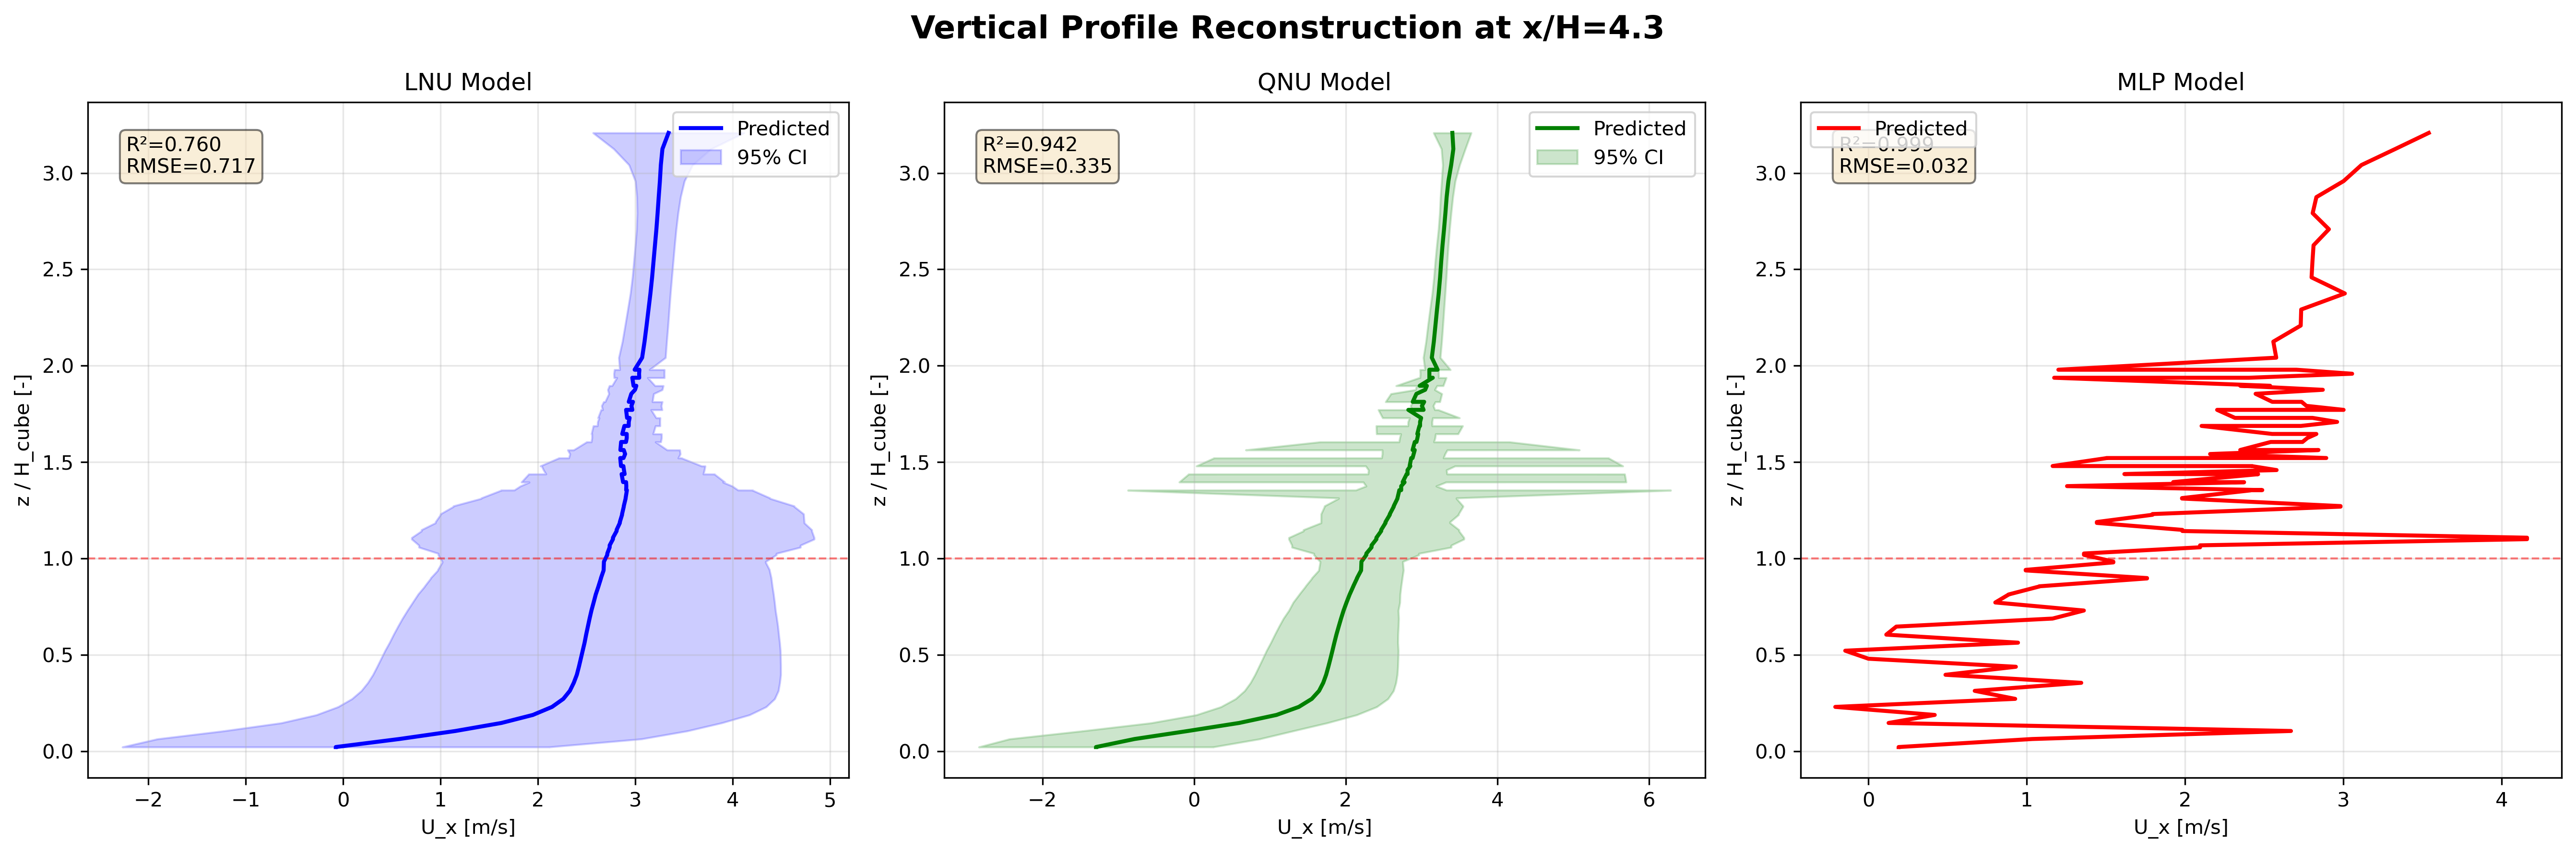 Vertical Profile Reconstruction at x/H=4.3
LNU Model
R²=0.760
RMSE=0.717
Predicted
95% CI
3.0
2.5
2.0
1.5
1.0
0.5
0.0
z / H_cube [-]
−2
−1
0
1
2
3
4
5
U_x [m/s]
QNU Model
R²=0.942
RMSE=0.335
Predicted
95% CI
3.0
2.5
2.0
1.5
1.0
0.5
0.0
z / H_cube [-]
−2
0
2
4
6
U_x [m/s]
MLP Model
Predicted
R²=0.999
RMSE=0.032
3.0
2.5
2.0
1.5
1.0
0.5
0.0
z / H_cube [-]
0
1
2
3
4
U_x [m/s]